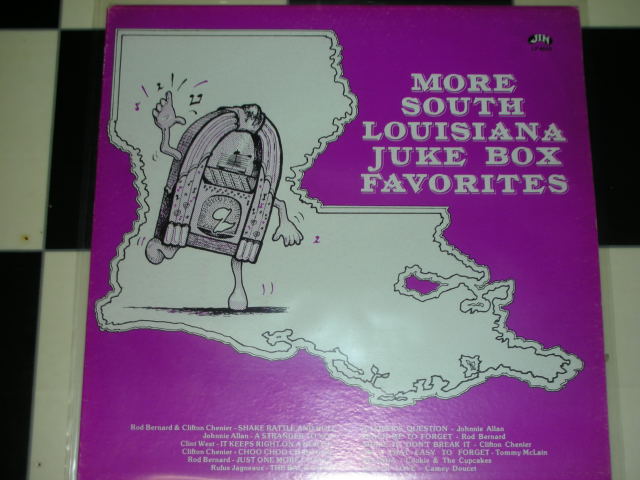 JIN
MORE
SOUTH
LOUISIANA
JUKE BOX
FAVORITES
Rod Bernard & Clifton Chenier - SHAKE RATTLE AND
Johnnie Allan - A STRANGER TO
Clint West - IT KEEPS RIGHT ON A
Clifton Chenier - CHOO CHOO
Rod Bernard - JUST ONE MORE
Rufus Jagneaux - THE
QUESTION - Johnnie Allan
TO FORGET - Rod Bernard
DON'T BREAK IT - Clifton Chenier
EASY TO FORGET - Tommy McLain
Cookie & The Cupcakes
Camey Doucet